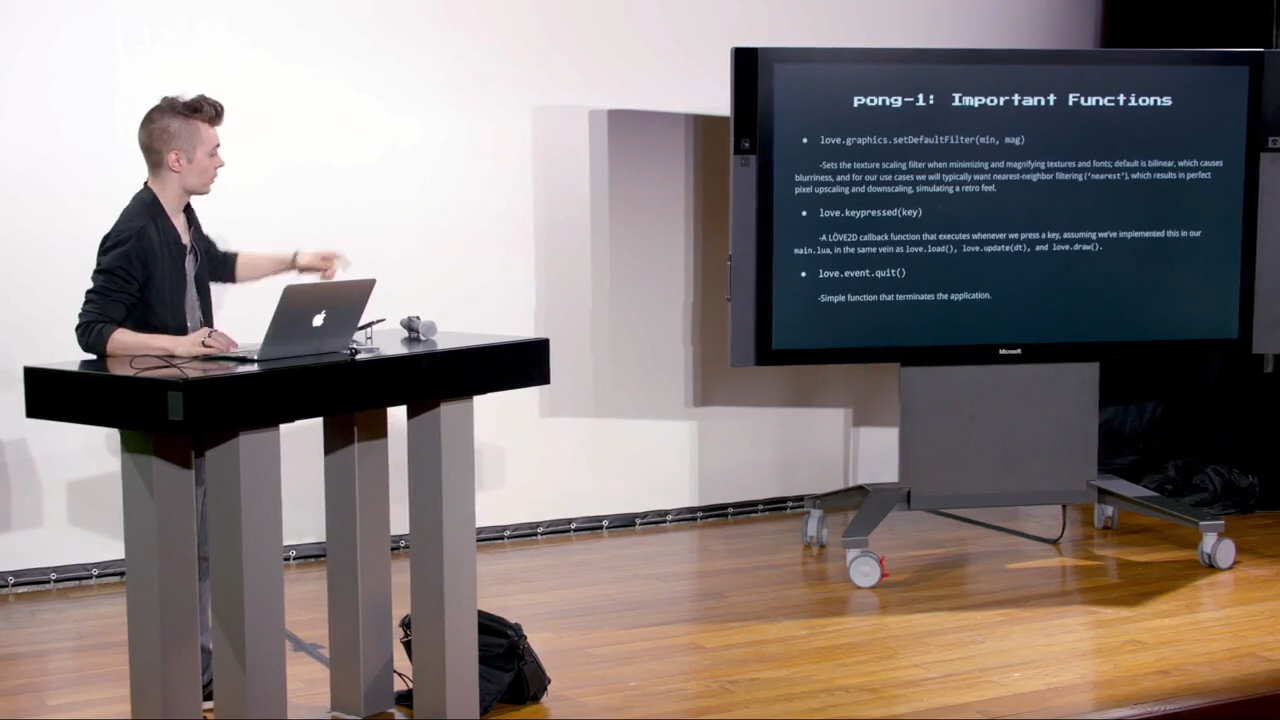 pong-1: Important Functions
● love.graphics.setDefaultFilter(min, mag)
-Sets the texture scaling filter when minimizing and magnifying textures and fonts; default is bilinear, which causes
blurriness, and for our use cases we will typically want nearest-neighbor filtering (‘nearest’), which results in perfect
pixel upscaling and downscaling, simulating a retro feel.
● love.keypressed(key)
-A LÖVE2D callback function that executes whenever we press a key, assuming we’ve implemented this in our
main.lua, in the same vein as love.load(), love.update(dt), and love.draw().
● love.event.quit()
-Simple function that terminates the application.
Microsoft